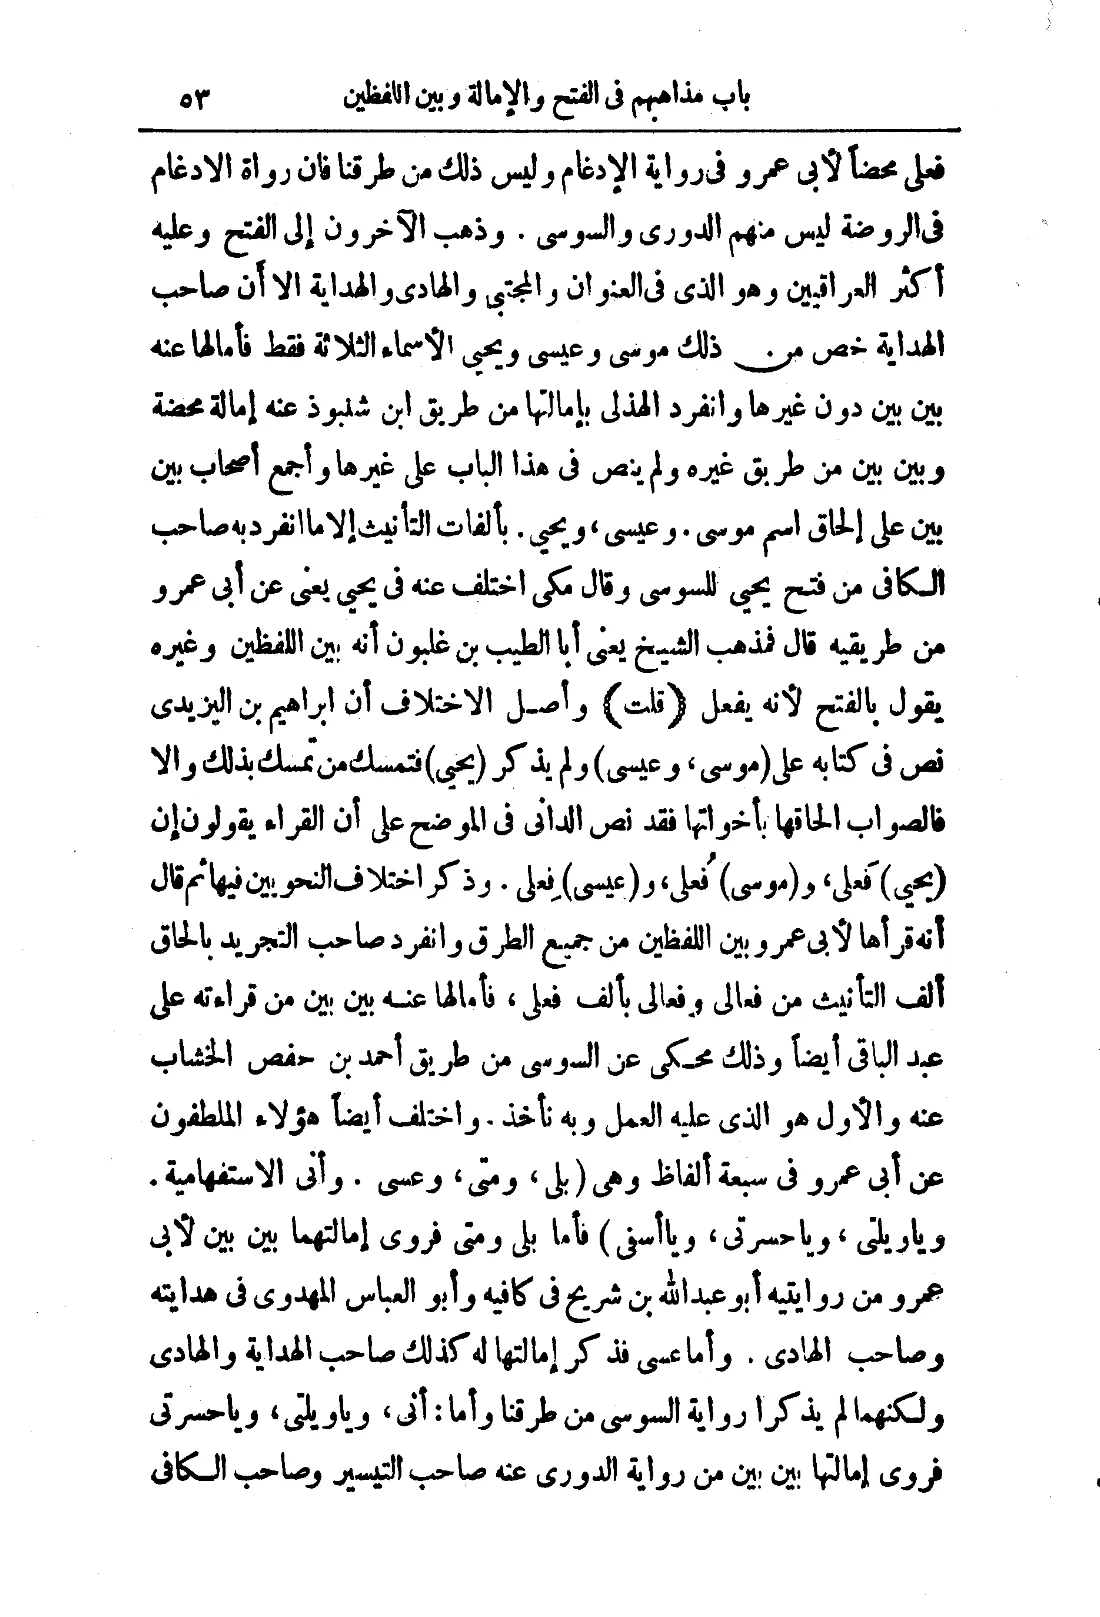 باب مذاهبهم فى الفتح والإمالة وبين اللفظين ٥٣
فعلى محضاً لأبى عمرو فى رواية الإدغام وليس ذلك من طرقنا فان رواة الادغام
فى الروضة ليس منهم الدورى والسوسى . وذهب الآخرون إلى الفتح وعليه
أكثر العراقيين وهو الذى فى العنوان والمجتبى والهادى والهداية الا أن صاحب
الهداية خص من ذلك موسى وعيسى ويحيى الأسماء الثلاثة فقط فأمالها عنه
بين بين دون غيرها وانفرد الهذلى بإمالتها من طريق ابن شنبوذ عنه إمالة محضة
وبين بين من طريق غيره ولم ينص فى هذا الباب على غيرها وأجمع أصحاب بين
بين على إلحاق اسم موسى . وعيسى ، ويحيى . بألفات التأنيث إلا ما انفرد به صاحب
الكافى من فتح يحيى للسوسى وقال مكى اختلف عنه فى يحيى يعنى عن أبى عمرو
من طريقيه قال فمذهب الشيخ يعنى أبا الطيب بن غلبون أنه بين اللفظين وغيره
يقول بالفتح لأنه يفعل (قلت) وأصل الاختلاف أن ابراهيم بن اليزيدى
نص فى كتابه على (موسى ، وعيسى) ولم يذكر (يحيى) فتمسك من تمسك بذلك والا
فالصواب الحاقها بأخواتها فقد نص الدانى فى الموضح على أن القراء يقولون إن
(يحيى) فَعلى ، و(موسى) فُعلى ، و(عيسى) فِعلى . وذكر اختلاف النحويين فيها ثم قال
أنه قرأها لأبى عمرو بين اللفظين من جميع الطرق وانفرد صاحب التجريد بالحاق
ألف التأنيث من فعالى وفعالى بألف فعلى ، فأمالها عنه بين بين من قراءته على
عبد الباقى أيضاً وذلك محكى عن السوسى من طريق أحمد بن حفص الخشاب
عنه والأول هو الذى عليه العمل وبه نأخذ . واختلف أيضاً هؤلاء الملطفون
عن أبى عمرو فى سبعة ألفاظ وهى (بلى ، ومتى ، وعسى . وأنى الاستفهامية .
وياويلتى ، وياحسرتى ، وياأسفى) فأما بلى ومتى فروى إمالتهما بين بين لأبى
عمرو من روايتيه أبو عبدالله بن شريح فى كافيه وأبو العباس المهدوى فى هدايته
وصاحب الهادى . وأما عسى فذكر إمالتها له كذلك صاحب الهداية والهادى
ولكنهما لم يذكرا رواية السوسى من طرقنا وأما : أنى ، وياويلتى ، وياحسرتى
فروى إمالتها بين بين من رواية الدورى عنه صاحب التيسير وصاحب الكافى